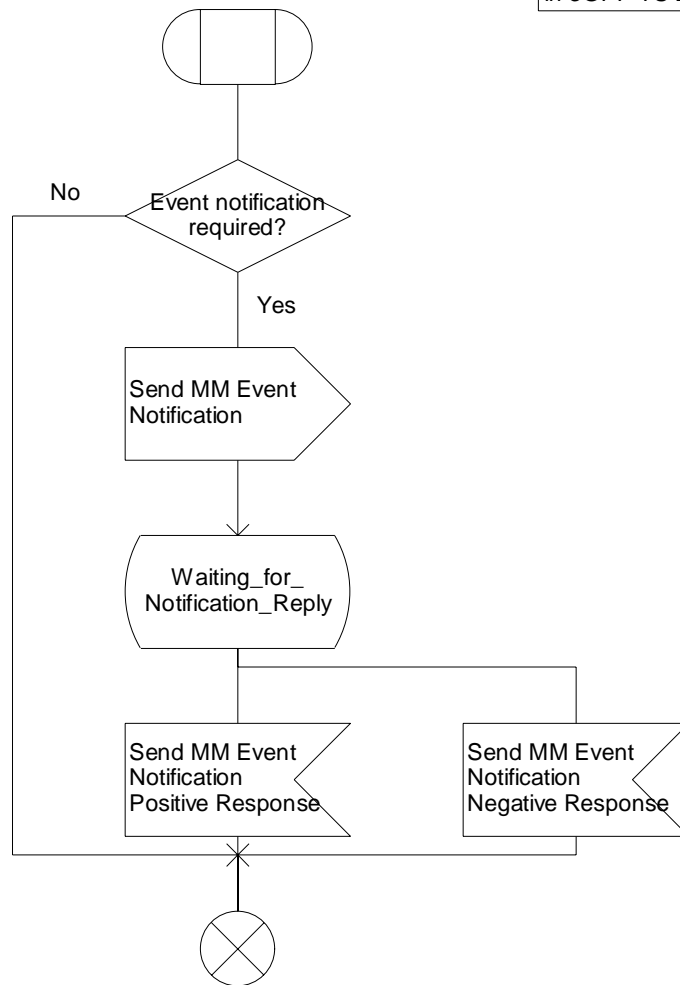 No
Event notification
required?
Yes
Send MM Event
Notification
Waiting_for_
Notification_Reply
Send MM Event
Notification
Positive Response
Send MM Event
Notification
Negative Response